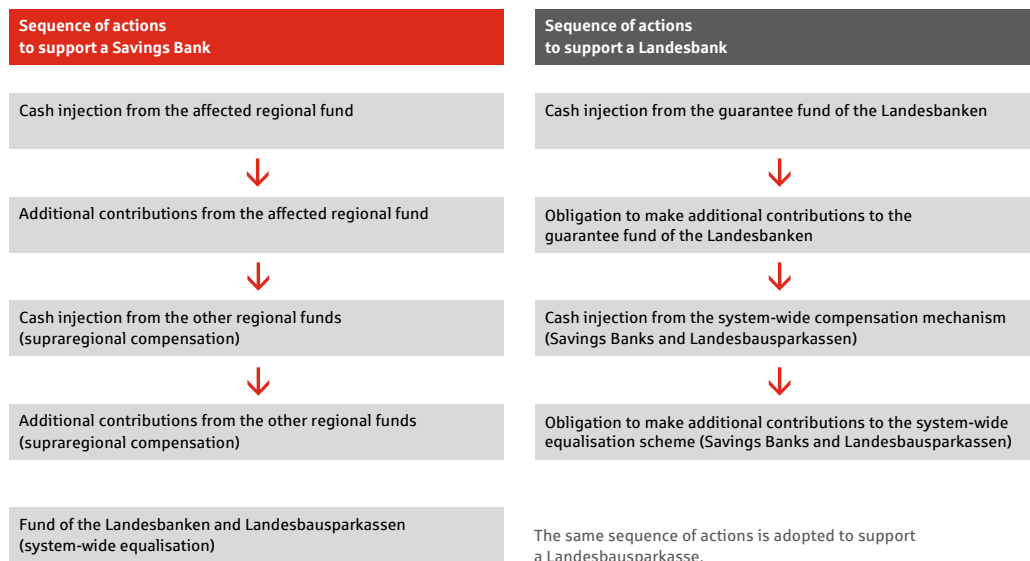 Sequence of actions
to support a Savings Bank
Cash injection from the affected regional fund
Additional contributions from the affected regional fund
Cash injection from the other regional funds
(supraregional compensation)
Additional contributions from the other regional funds
(supraregional compensation)
Fund of the Landesbanken and Landesbausparkassen
(system-wide equalisation)
Sequence of actions
to support a Landesbank
Cash injection from the guarantee fund of the Landesbanken
Obligation to make additional contributions to the
guarantee fund of the Landesbanken
Cash injection from the system-wide compensation mechanism
(Savings Banks and Landesbausparkassen)
Obligation to make additional contributions to the system-wide
equalisation scheme (Savings Banks and Landesbausparkassen)
The same sequence of actions is adopted to support
a Landesbausparkasse.